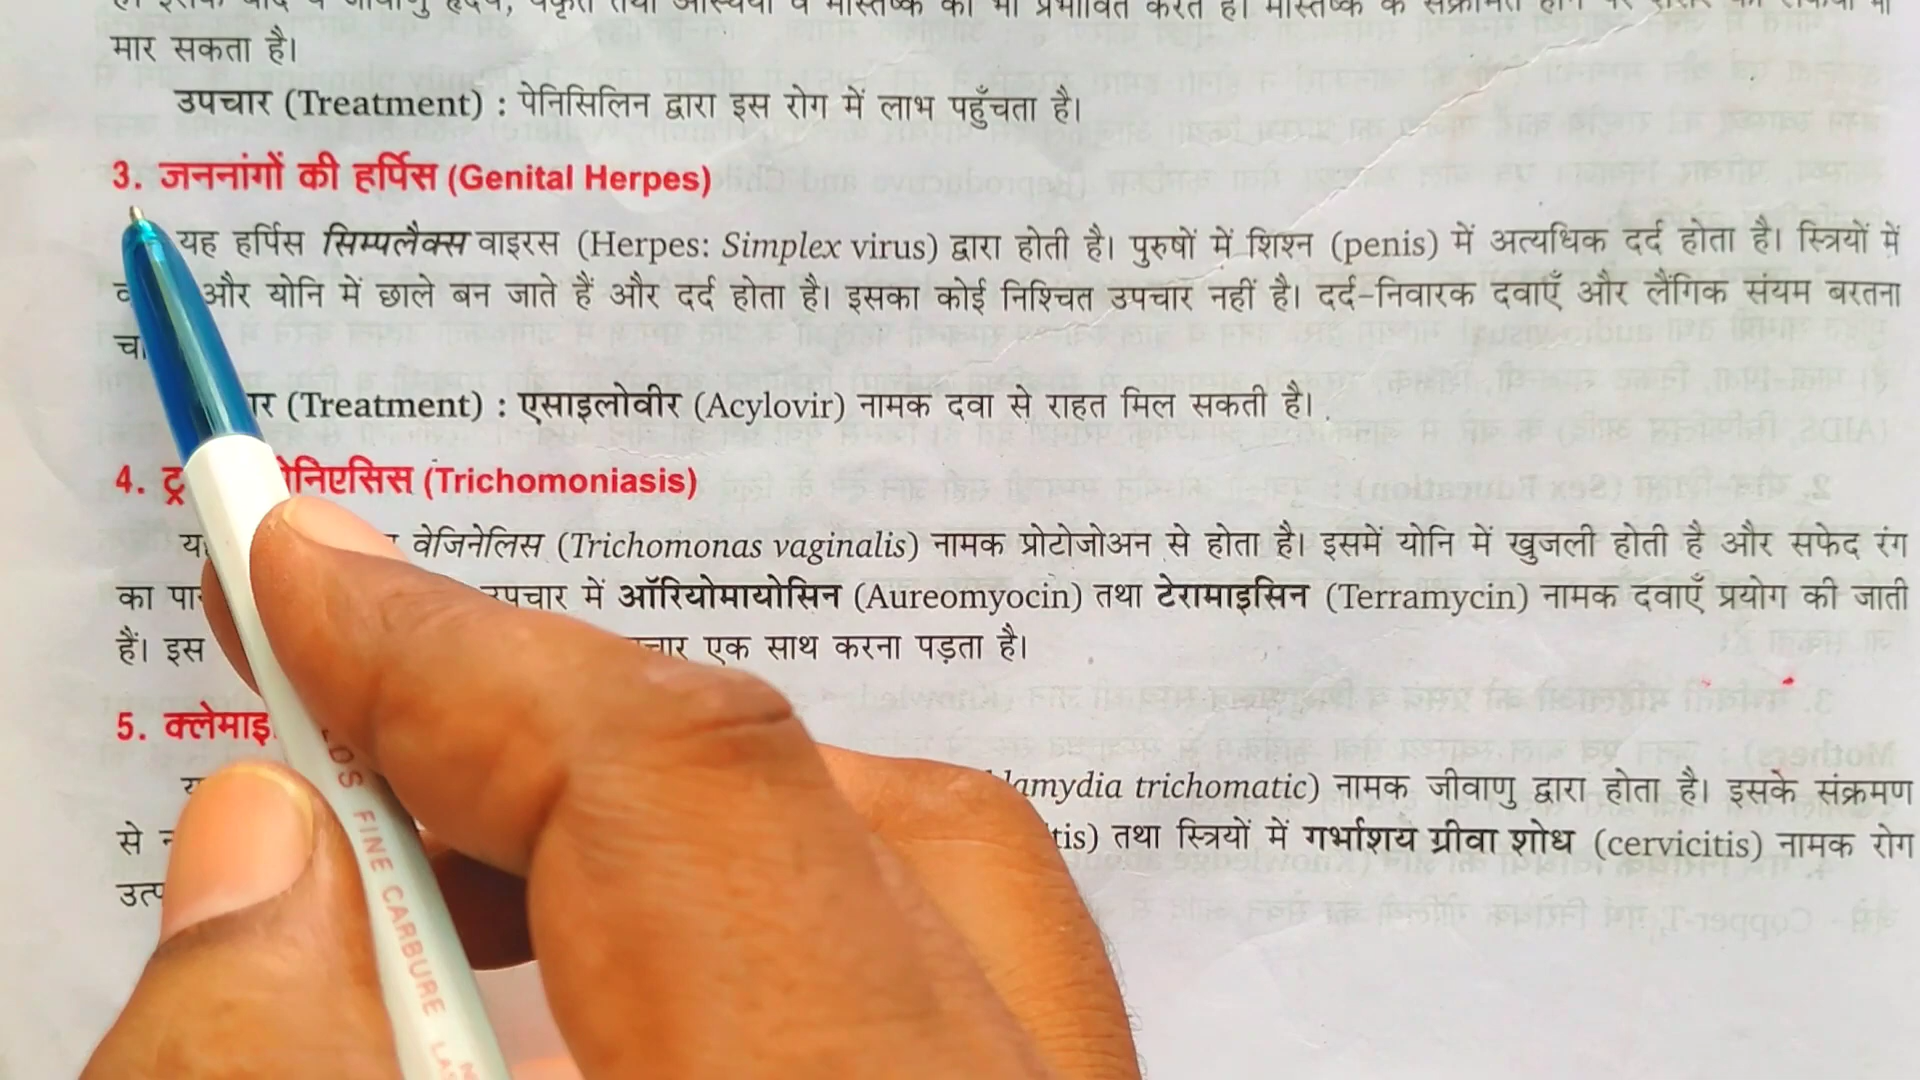 मार सकता है।
उपचार (Treatment) : पेनिसिलिन द्वारा इस रोग में लाभ पहुँचता है।
3. जननांगों की हर्पिस (Genital Herpes)
यह हर्पिस सिम्पलैक्स वाइरस (Herpes: Simplex virus) द्वारा होती है। पुरुषों में शिश्न (penis) में अत्यधिक दर्द होता है। स्त्रियों में
और योनि में छाले बन जाते हैं और दर्द होता है। इसका कोई निश्चित उपचार नहीं है। दर्द-निवारक दवाएँ और लैंगिक संयम बरतना
(Treatment) : एसाइलोवीर (Acylovir) नामक दवा से राहत मिल सकती है।
4. (Trichomoniasis)
वेजिनेलिस (Trichomonas vaginalis) नामक प्रोटोजोअन से होता है। इसमें योनि में खुजली होती है और सफेद रंग
का उपचार में ऑरियोमायोसिन (Aureomyocin) तथा टेरामाइसिन (Terramycin) नामक दवाएँ प्रयोग की जाती
हैं। इस एक साथ करना पड़ता है।
5. क्लेमाइ
trichomatic) नामक जीवाणु द्वारा होता है। इसके संक्रमण
से तथा स्त्रियों में गर्भाशय ग्रीवा शोध (cervicitis) नामक रोग
FINE CARBURE